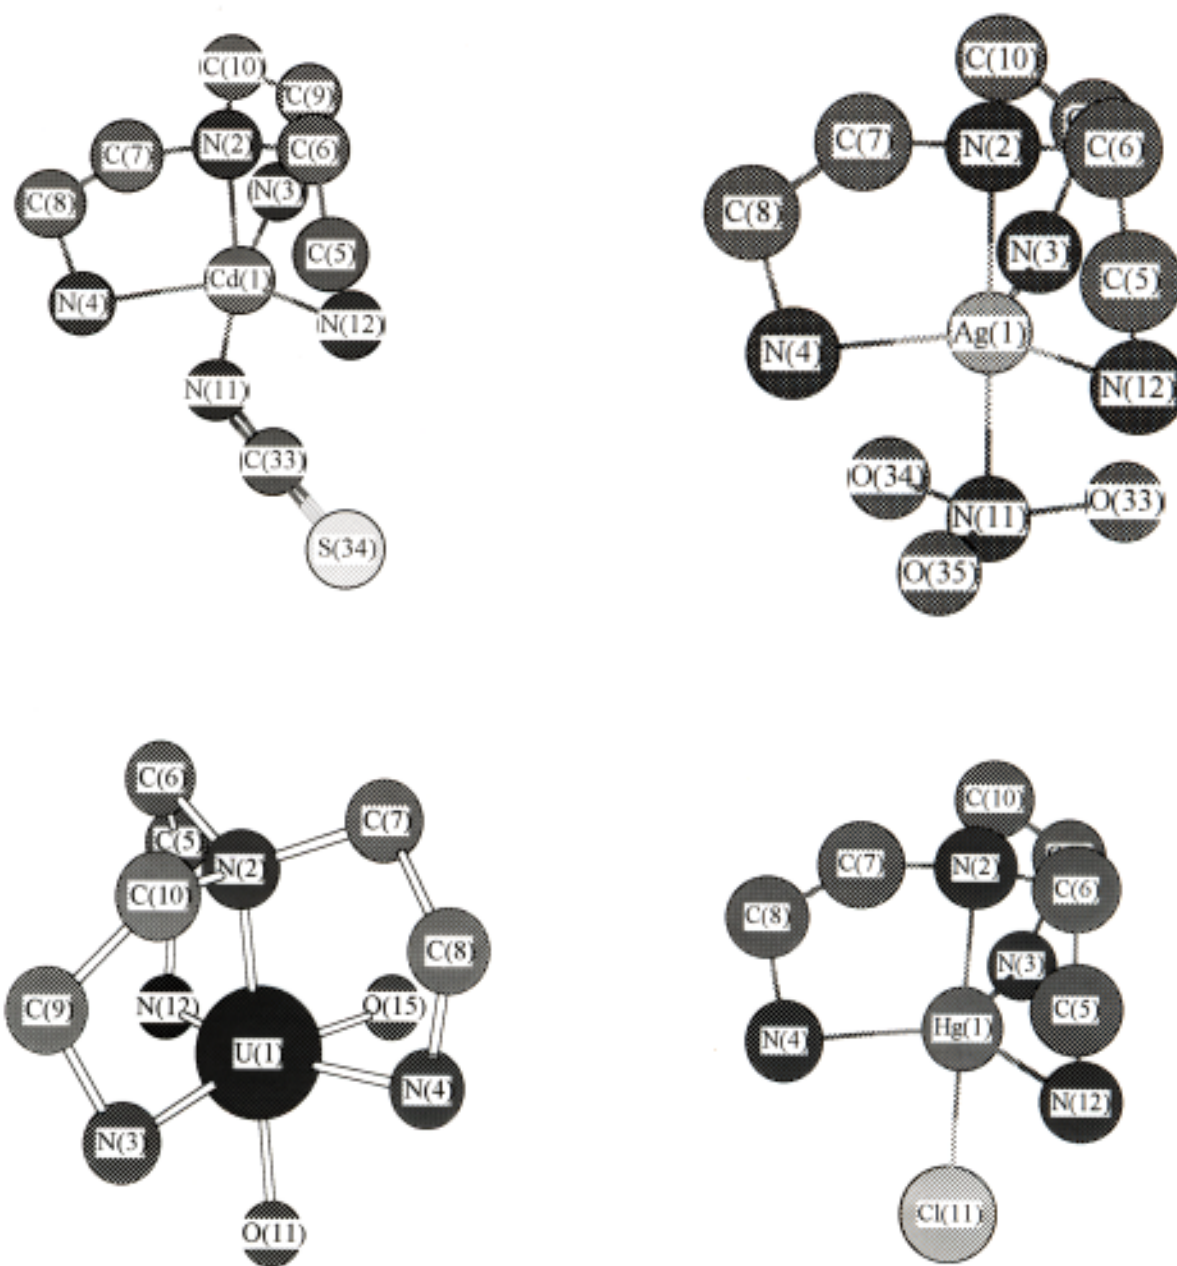 C(10)
C(9)
N(2)
C(6)
C(7)
N(3)
C(8)
C(5)
Cd(1)
N(4)
N(12)
N(11)
C(33)
S(34)
C(10)
C(7)
N(2)
C(6)
C(8)
N(3)
C(5)
Ag(1)
N(4)
N(12)
O(34)
O(33)
N(11)
O(35)
C(6)
C(7)
C(5)
N(2)
C(10)
C(8)
C(9)
N(12)
O(15)
U(1)
N(4)
N(3)
O(11)
C(10)
C(7)
N(2)
C(6)
C(8)
N(3)
C(5)
Hg(1)
N(4)
N(12)
Cl(11)